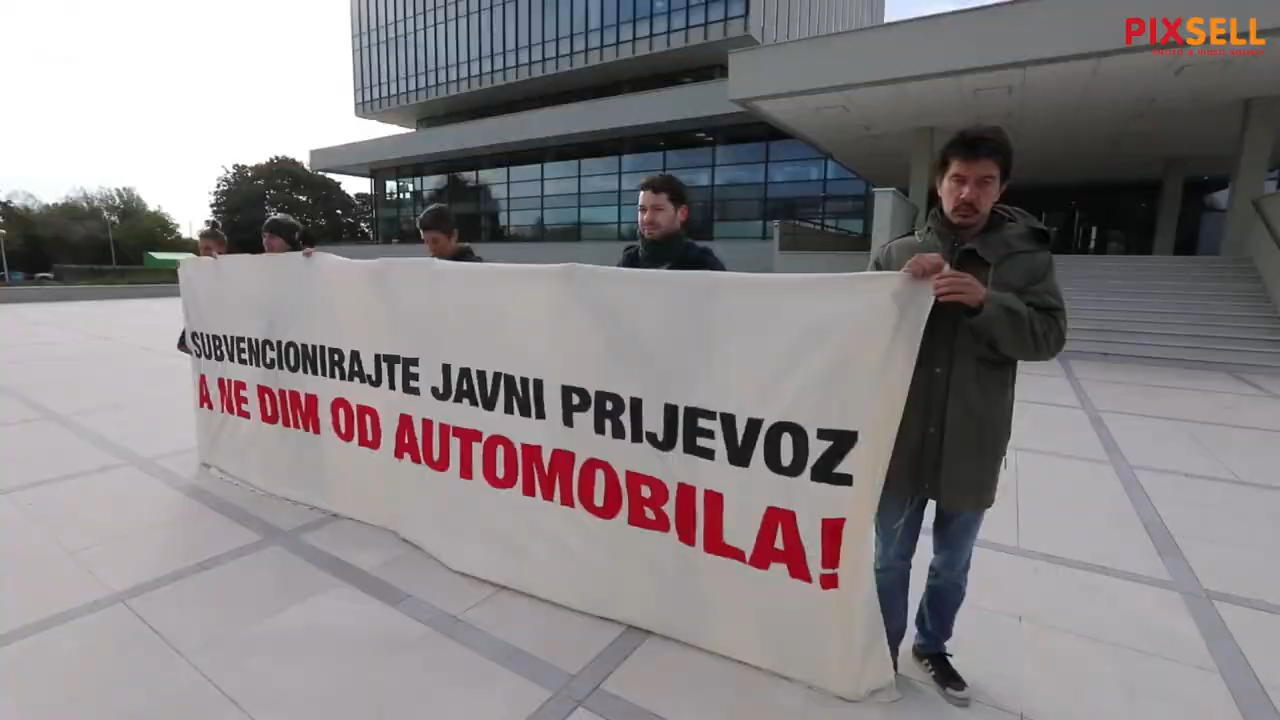 PIXSELL
SUBVENCIONIRAJTE JAVNI PRIJEVOZ
A NE DIM OD AUTOMOBILA!